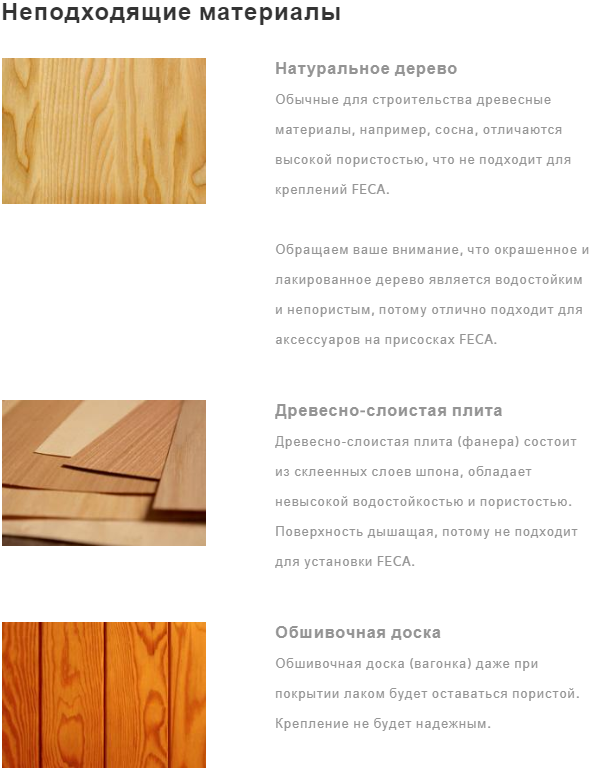 Неподходящие материалы
Натуральное дерево
Обычные для строительства древесные
материалы, например, сосна, отличаются
высокой пористостью, что не подходит для
креплений FECA.
Обращаем ваше внимание, что окрашенное и
лакированное дерево является водостойким
и непористым, потому отлично подходит для
аксессуаров на присосках FECA.
Древесно-слоистая плита
Древесно-слоистая плита (фанера) состоит
из склеенных слоев шпона, обладает
невысокой водостойкостью и пористостью.
Поверхность дышащая, потому не подходит
для установки FECA.
Обшивочная доска
Обшивочная доска (вагонка) даже при
покрытии лаком будет оставаться пористой.
Крепление не будет надежным.